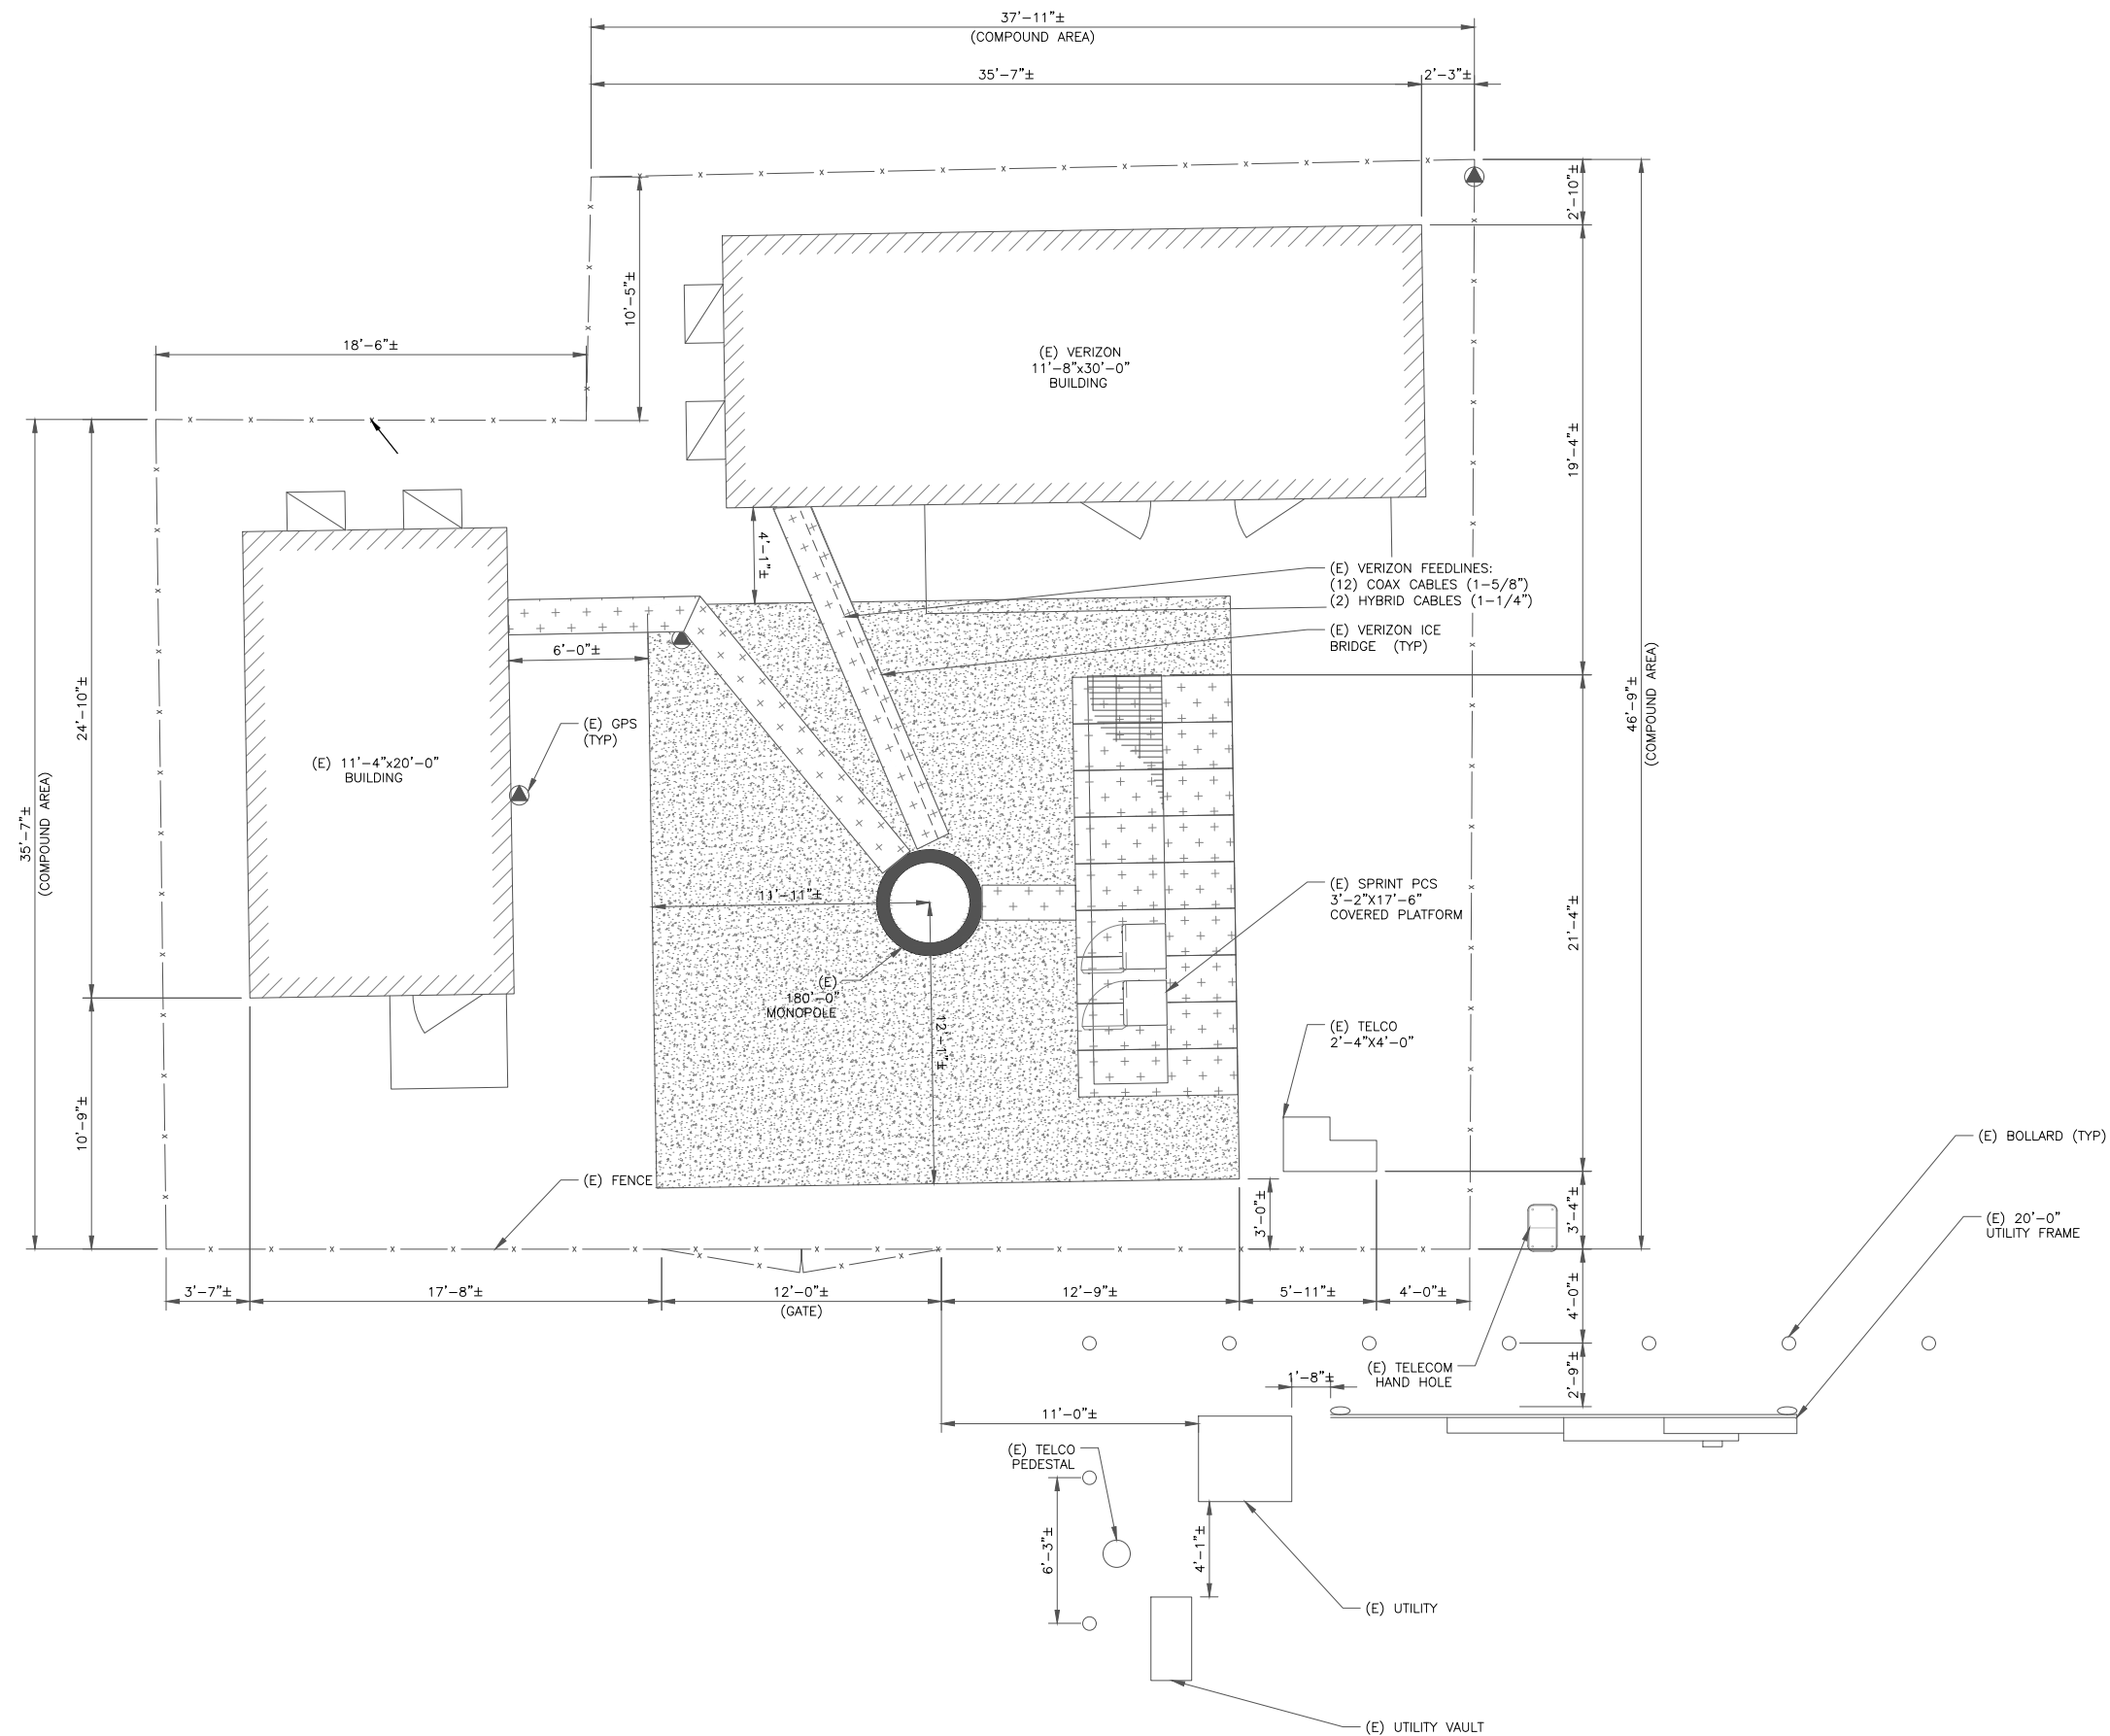 37'-11"±
(COMPOUND AREA)
35'-7"±
2'-3"±
2'-10"±
10'-5"±
18'-6"±
(E) VERIZON
11'-8"x30'-0"
BUILDING
19'-4"±
4'-1"±
(E) VERIZON FEEDLINES:
(12) COAX CABLES (1-5/8")
(2) HYBRID CABLES (1-1/4")
(E) VERIZON ICE
BRIDGE (TYP)
6'-0"±
46'-9"±
(COMPOUND AREA)
24'-10"±
(E) GPS
(TYP)
(E) 11'-4"x20'-0"
BUILDING
35'-7"±
(COMPOUND AREA)
11'-11"±
(E) SPRINT PCS
3'-2"X17'-6"
COVERED PLATFORM
21'-4"±
(E)
180'-0"
MONOPOLE
12'-1"±
(E) TELCO
2'-4"X4'-0"
10'-9"±
(E) BOLLARD (TYP)
(E) FENCE
3'-0"±
3'-4"±
(E) 20'-0"
UTILITY FRAME
3'-7"±
17'-8"±
12'-0"±
(GATE)
12'-9"±
5'-11"±
4'-0"±
4'-0"±
(E) TELECOM
HAND HOLE
1'-8"±
2'-9"±
11'-0"±
(E) TELCO
PEDESTAL
6'-3"±
4'-1"±
(E) UTILITY
(E) UTILITY VAULT